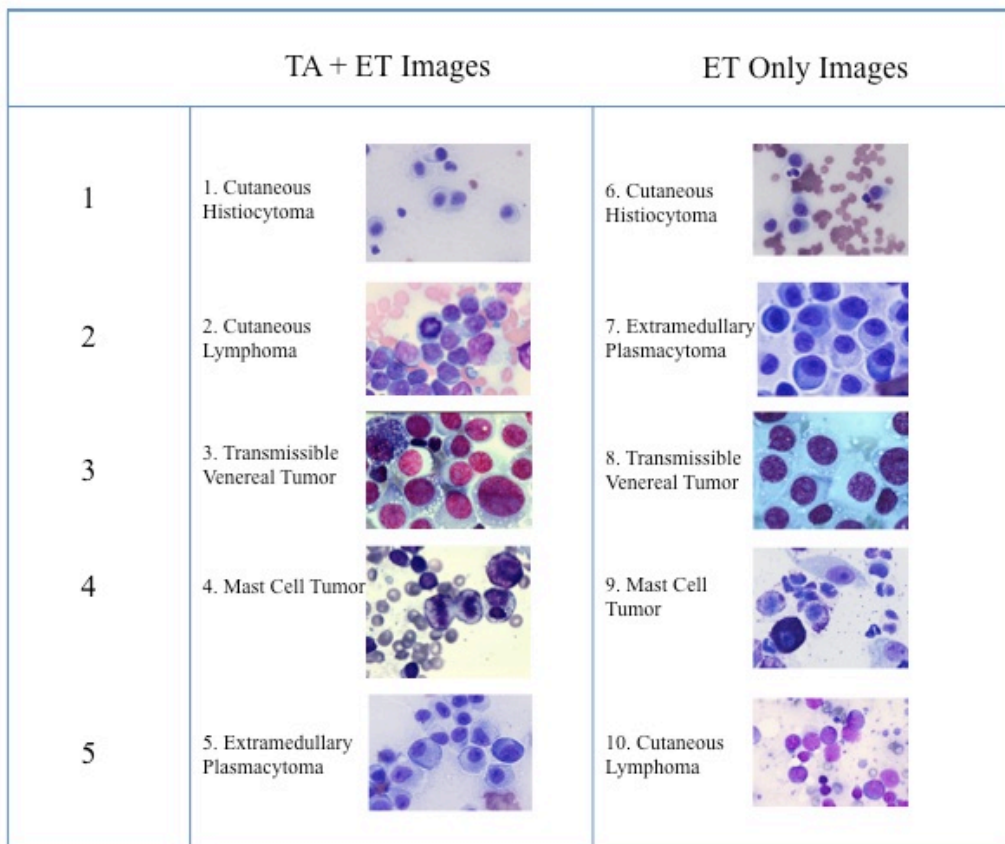 TA + ET Images
ET Only Images
1
1. Cutaneous
Histiocytoma
6. Cutaneous
Histiocytoma
2
2. Cutaneous
Lymphoma
7. Extramedullary
Plasmacytoma
3
3. Transmissible
Venereal Tumor
8. Transmissible
Venereal Tumor
4
4. Mast Cell Tumor
9. Mast Cell
Tumor
5
5. Extramedullary
Plasmacytoma
10. Cutaneous
Lymphoma